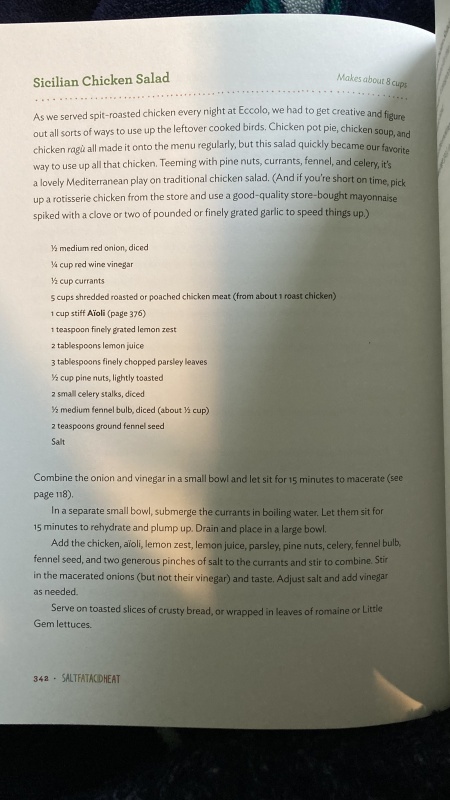 Sicilian Chicken Salad
Makes about 8 cups
As we served spit-roasted chicken every night at Eccolo, we had to get creative and figure
out all sorts of ways to use up the leftover cooked birds. Chicken pot pie, chicken soup, and
chicken ragù all made it onto the menu regularly, but this salad quickly became our favorite
way to use up all that chicken. Teeming with pine nuts, currants, fennel, and celery, it's
a lovely Mediterranean play on traditional chicken salad. (And if you're short on time, pick
up a rotisserie chicken from the store and use a good-quality store-bought mayonnaise
spiked with a clove or two of pounded or finely grated garlic to speed things up.)
½ medium red onion, diced
¼ cup red wine vinegar
½ cup currants
5 cups shredded roasted or poached chicken meat (from about 1 roast chicken)
1 cup stiff Aïoli (page 376)
1 teaspoon finely grated lemon zest
2 tablespoons lemon juice
3 tablespoons finely chopped parsley leaves
½ cup pine nuts, lightly toasted
2 small celery stalks, diced
½ medium fennel bulb, diced (about ½ cup)
2 teaspoons ground fennel seed
Salt
Combine the onion and vinegar in a small bowl and let sit for 15 minutes to macerate (see
page 118).
In a separate small bowl, submerge the currants in boiling water. Let them sit for
15 minutes to rehydrate and plump up. Drain and place in a large bowl.
Add the chicken, aïoli, lemon zest, lemon juice, parsley, pine nuts, celery, fennel bulb,
fennel seed, and two generous pinches of salt to the currants and stir to combine. Stir
in the macerated onions (but not their vinegar) and taste. Adjust salt and add vinegar
as needed.
Serve on toasted slices of crusty bread, or wrapped in leaves of romaine or Little
Gem lettuces.
342 · SALTFATACIDHEAT